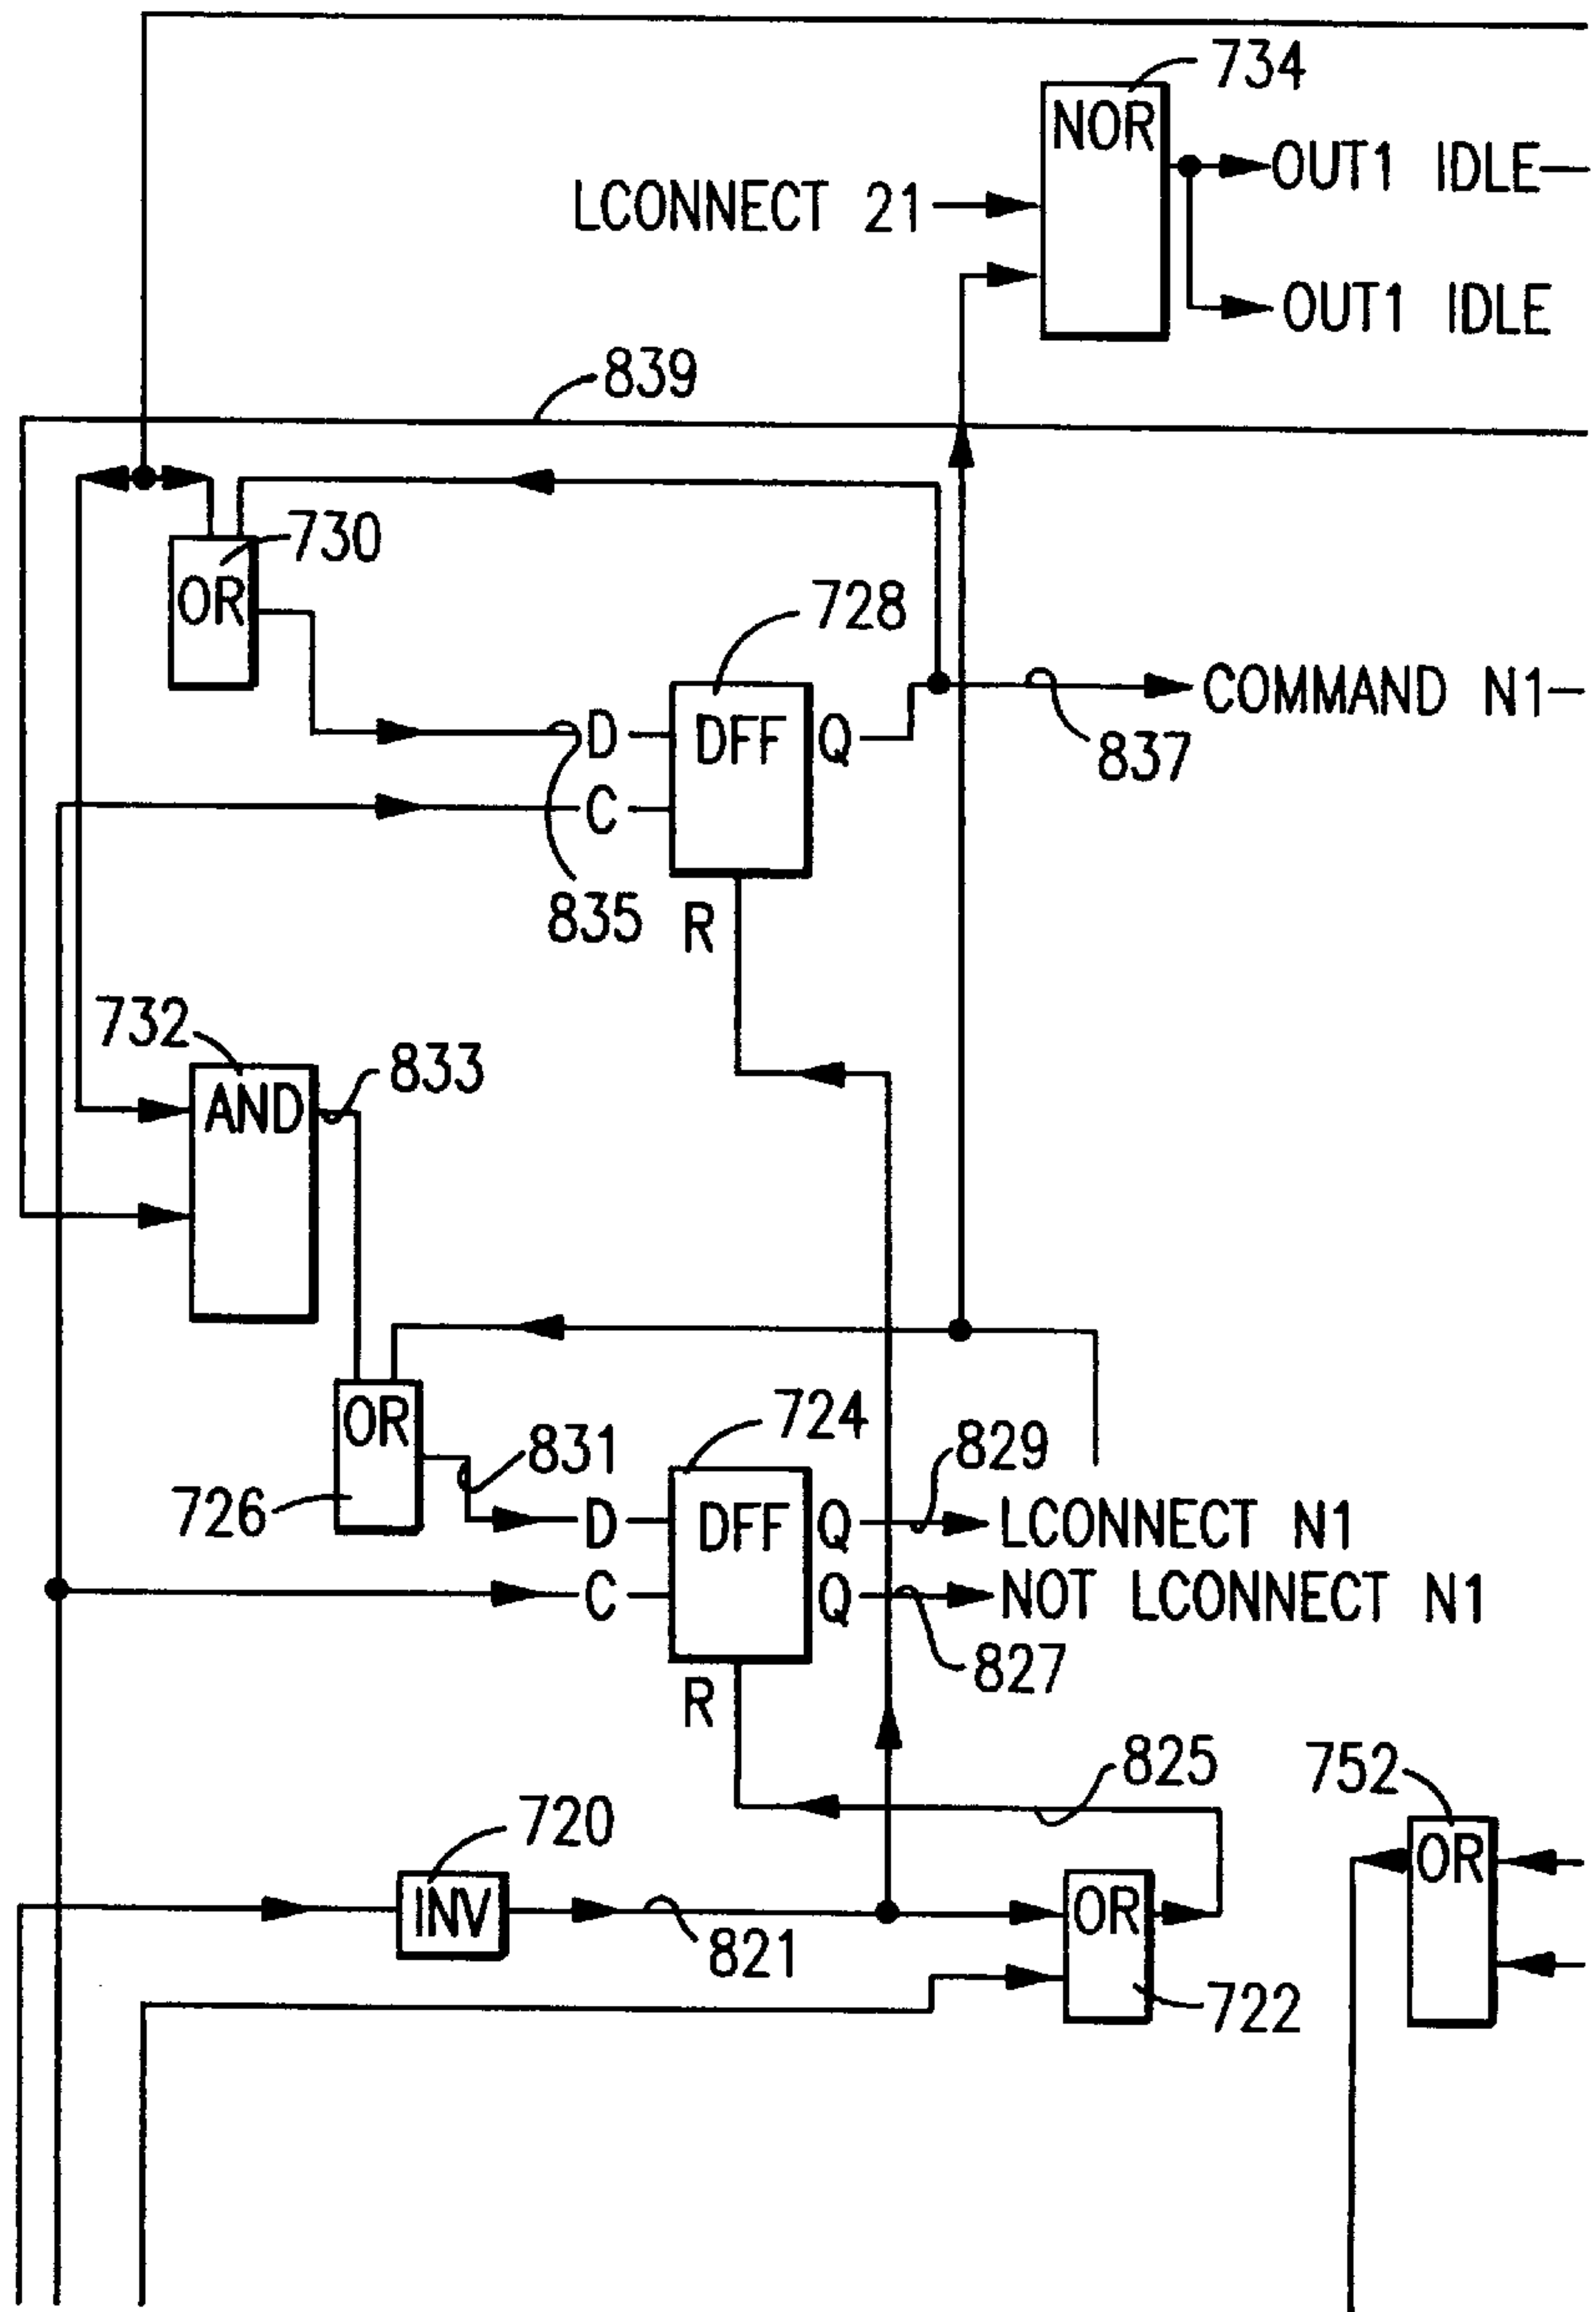 734
NOR
OUT1 IDLE
LCONNECT 21
OUT1 IDLE
839
730
OR
728
COMMAND N1
D
DFF
Q
837
C
835
R
732
833
AND
724
829
OR
831
726
D
DFF
Q
LCONNECT N1
C
Q
NOT LCONNECT N1
827
R
825
752
720
OR
INV
OR
821
722